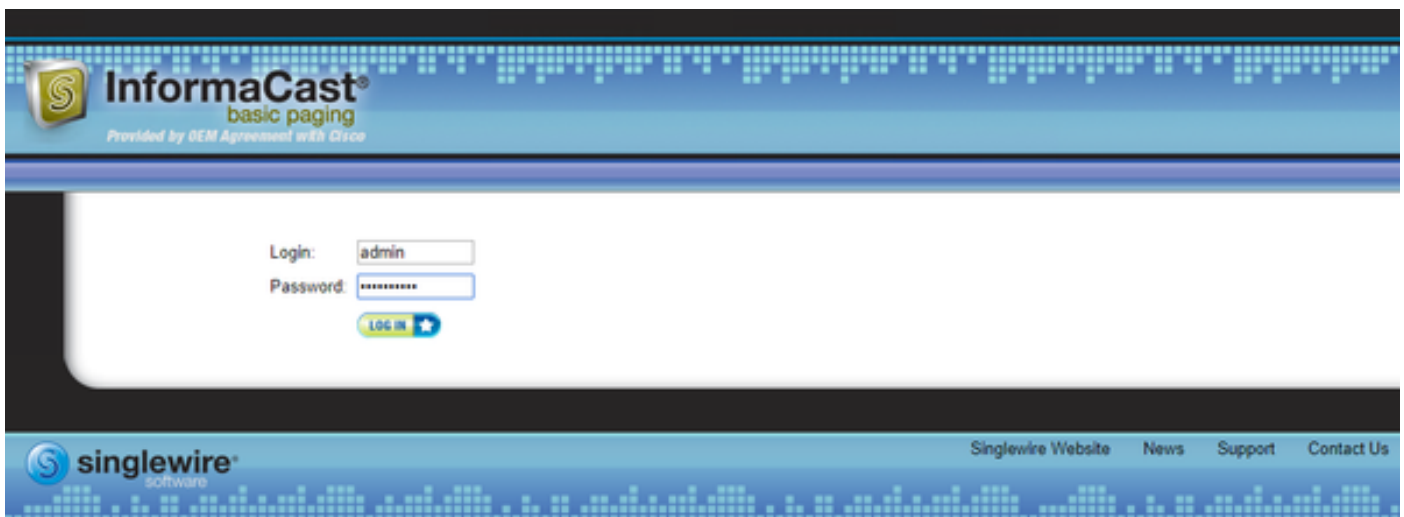 InformaCast®
basic paging
Provided by OEM Agreement with Cisco
Login: admin
Password: ••••••••••
LOG IN
singlewire®
software
Singlewire Website News Support Contact Us